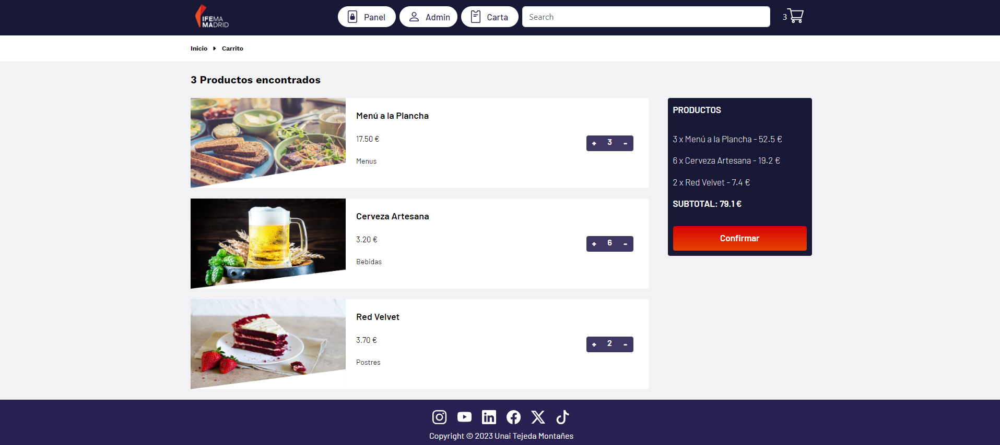 IFEMA
MADRID
Panel
Admin
Carta
Search
3
Inicio
Carrito
3 Productos encontrados
Menú a la Plancha
17.50 €
Menus
+ 3 -
Cerveza Artesana
3.20 €
Bebidas
+ 6 -
Red Velvet
3.70 €
Postres
+ 2 -
PRODUCTOS
3 x Menú a la Plancha - 52.5 €
6 x Cerveza Artesana - 19.2 €
2 x Red Velvet - 7.4 €
SUBTOTAL: 79.1 €
Confirmar
Copyright © 2023 Unai Tejeda Montañes